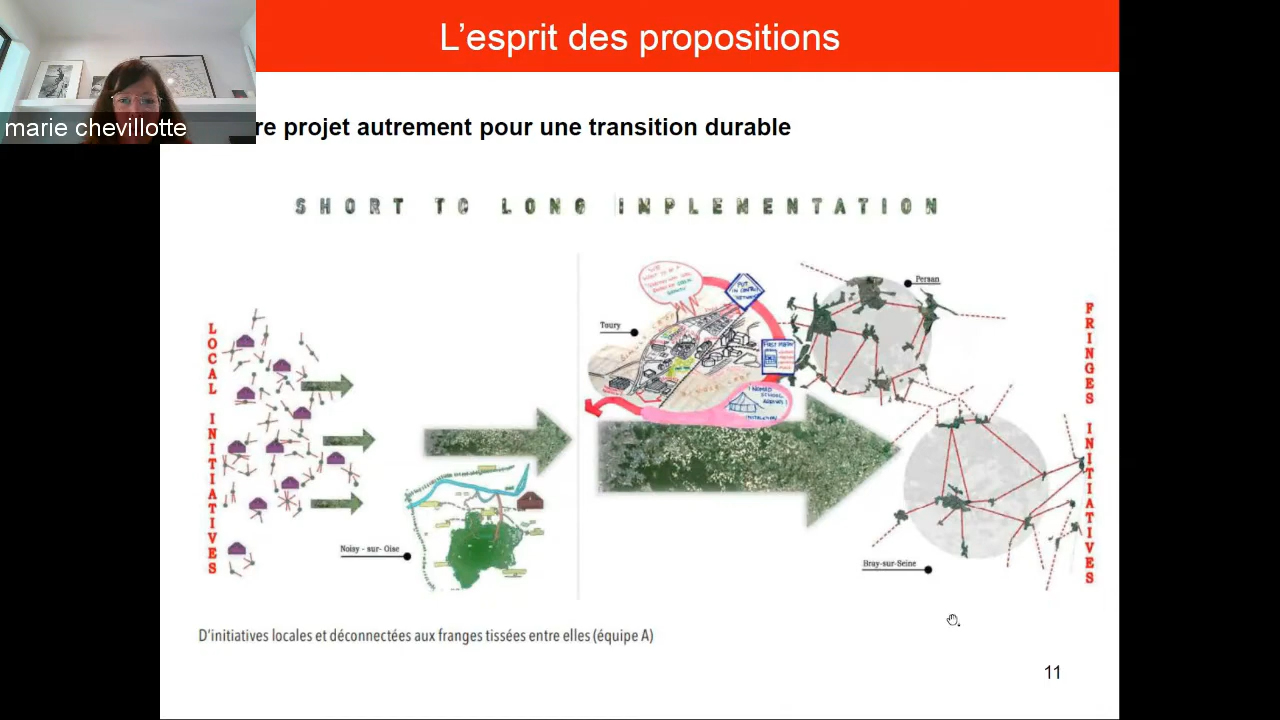 L'esprit des propositions
marie chevillotte
re projet autrement pour une transition durable
SHORT TO LONG IMPLEMENTATION
LOCAL INITIATIVES
Toury
PUT
Persan
FRINGES INITIATIVES
Noisy - sur- Oise
Bray-sur-Seine
D'initiatives locales et déconnectées aux franges tissées entre elles (équipe A)
11